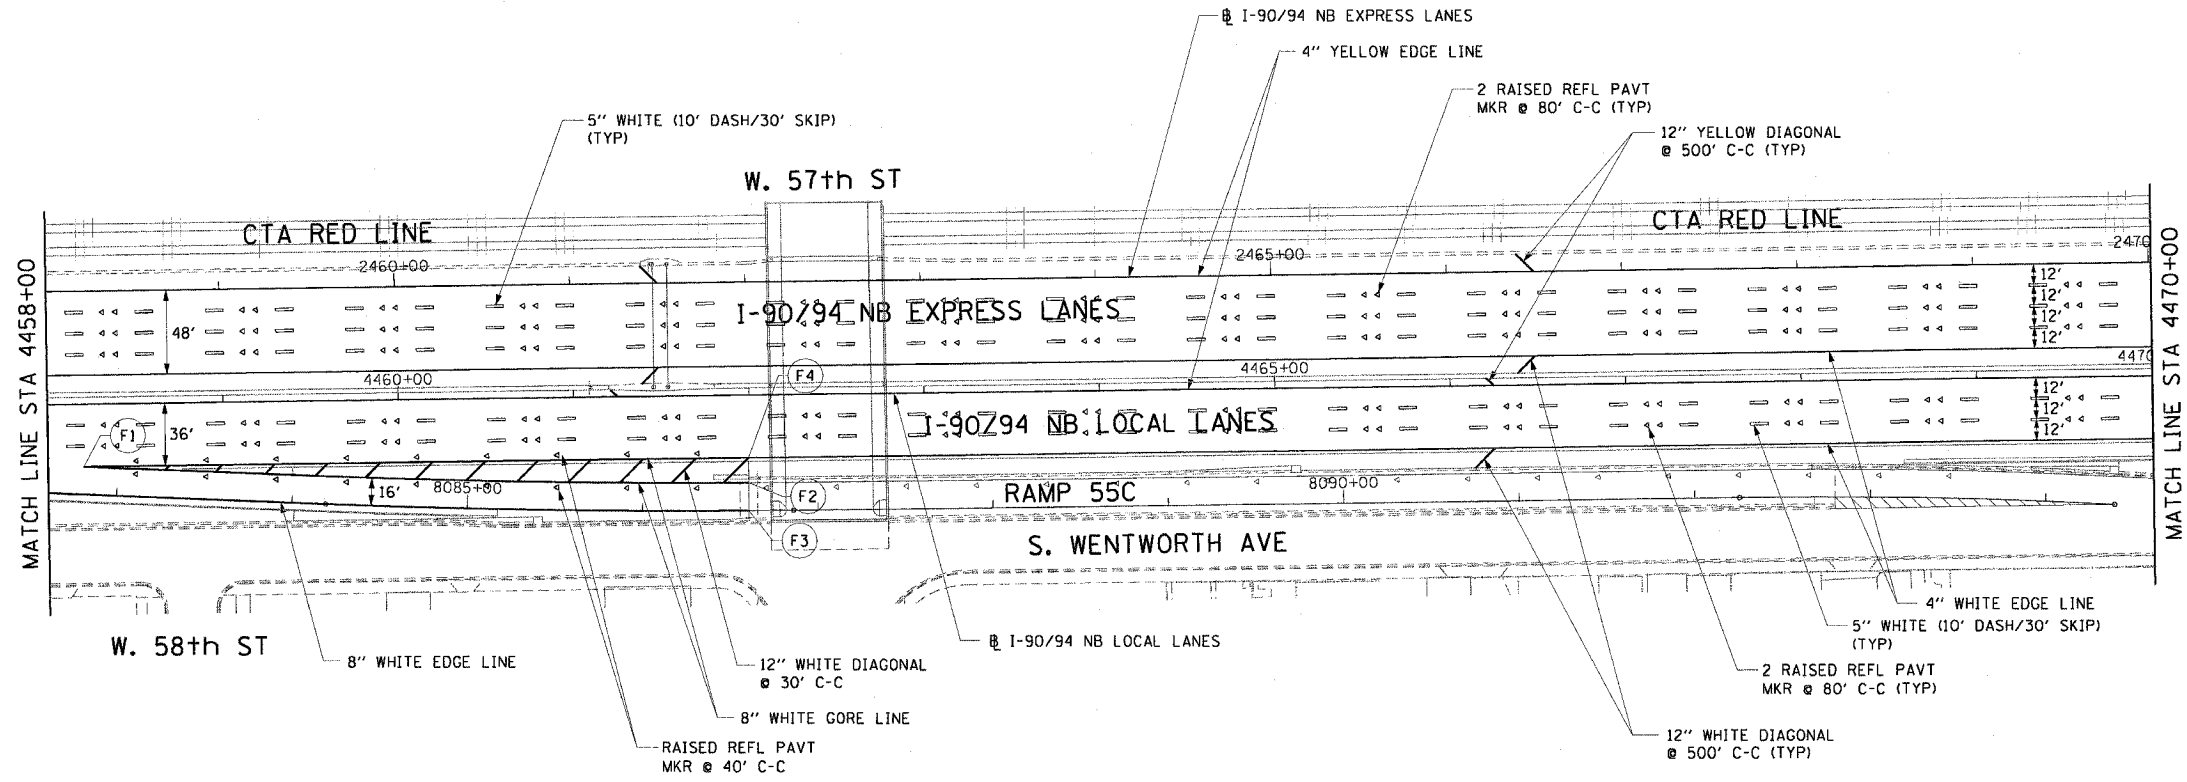 ℄ I-90/94 NB EXPRESS LANES
4" YELLOW EDGE LINE
2 RAISED REFL PAVT
MKR @ 80' C-C (TYP)
5" WHITE (10' DASH/30' SKIP)
(TYP)
12" YELLOW DIAGONAL
@ 500' C-C (TYP)
W. 57th ST
CTA RED LINE
CTA RED LINE
2460+00
2465+00
2470
MATCH LINE STA 4458+00
MATCH LINE STA 4470+00
I-90/94 NB EXPRESS LANES
48'
12'
12'
12'
12'
4460+00
4465+00
4470
F4
36'
F1
I-90/94 NB LOCAL LANES
12'
12'
12'
16'
8085+00
F2
RAMP 55C
8090+00
F3
S. WENTWORTH AVE
W. 58th ST
8" WHITE EDGE LINE
12" WHITE DIAGONAL
@ 30' C-C
8" WHITE GORE LINE
RAISED REFL PAVT
MKR @ 40' C-C
℄ I-90/94 NB LOCAL LANES
4" WHITE EDGE LINE
5" WHITE (10' DASH/30' SKIP)
(TYP)
2 RAISED REFL PAVT
MKR @ 80' C-C (TYP)
12" WHITE DIAGONAL
@ 500' C-C (TYP)